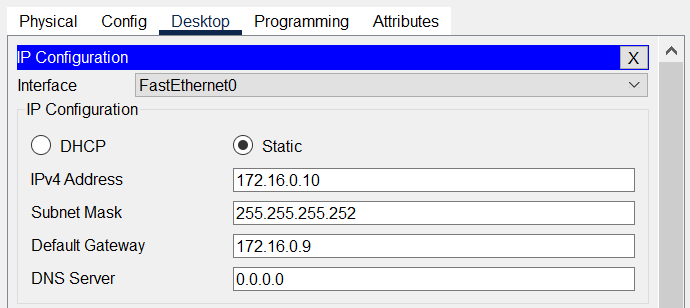 Physical Config Desktop Programming Attributes
IP Configuration X
Interface FastEthernet0
IP Configuration
DHCP Static
IPv4 Address 172.16.0.10
Subnet Mask 255.255.255.252
Default Gateway 172.16.0.9
DNS Server 0.0.0.0